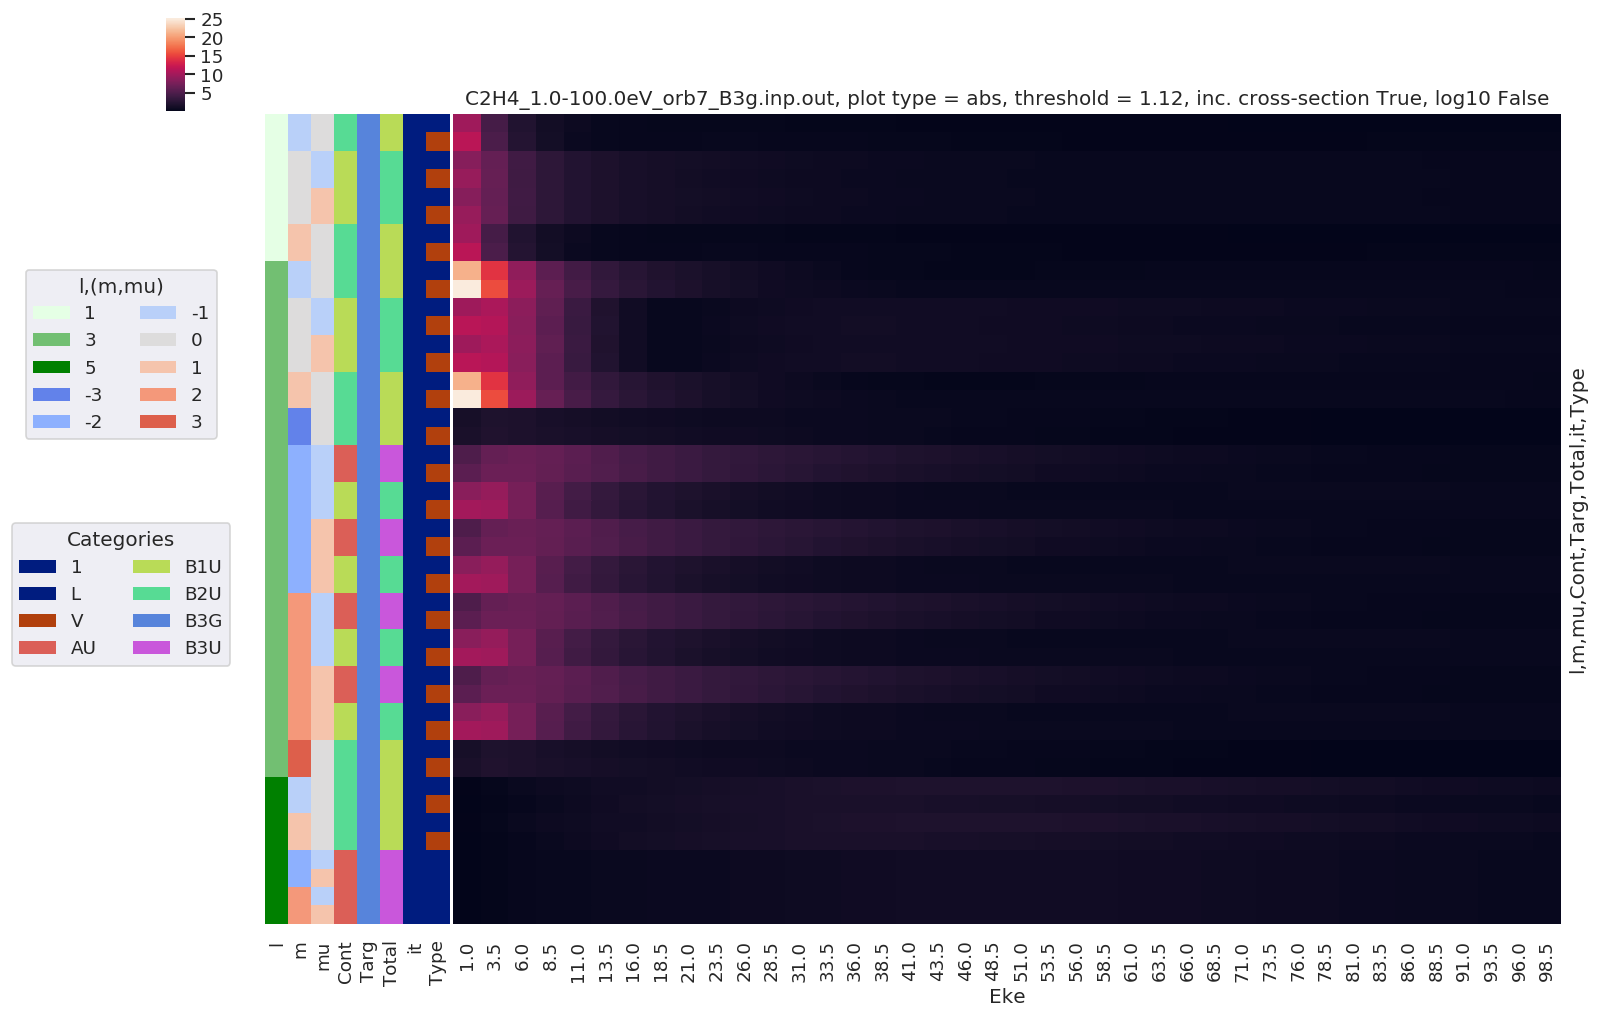 25
20
15
10
5
C2H4_1.0-100.0eV_orb7_B3g.inp.out, plot type = abs, threshold = 1.12, inc. cross-section True, log10 False
l,(m,mu)
1 -1
3 0
5 1
-3 2
-2 3
Categories
1 B1U
L B2U
V B3G
AU B3U
l,m,mu,Cont,Targ,Total,it,Type
l m mu Cont Targ Total it Type
1.0 3.5 6.0 8.5 11.0 13.5 16.0 18.5 21.0 23.5 26.0 28.5 31.0 33.5 36.0 38.5 41.0 43.5 46.0 48.5 51.0 53.5 56.0 58.5 61.0 63.5 66.0 68.5 71.0 73.5 76.0 78.5 81.0 83.5 86.0 88.5 91.0 93.5 96.0 98.5
Eke